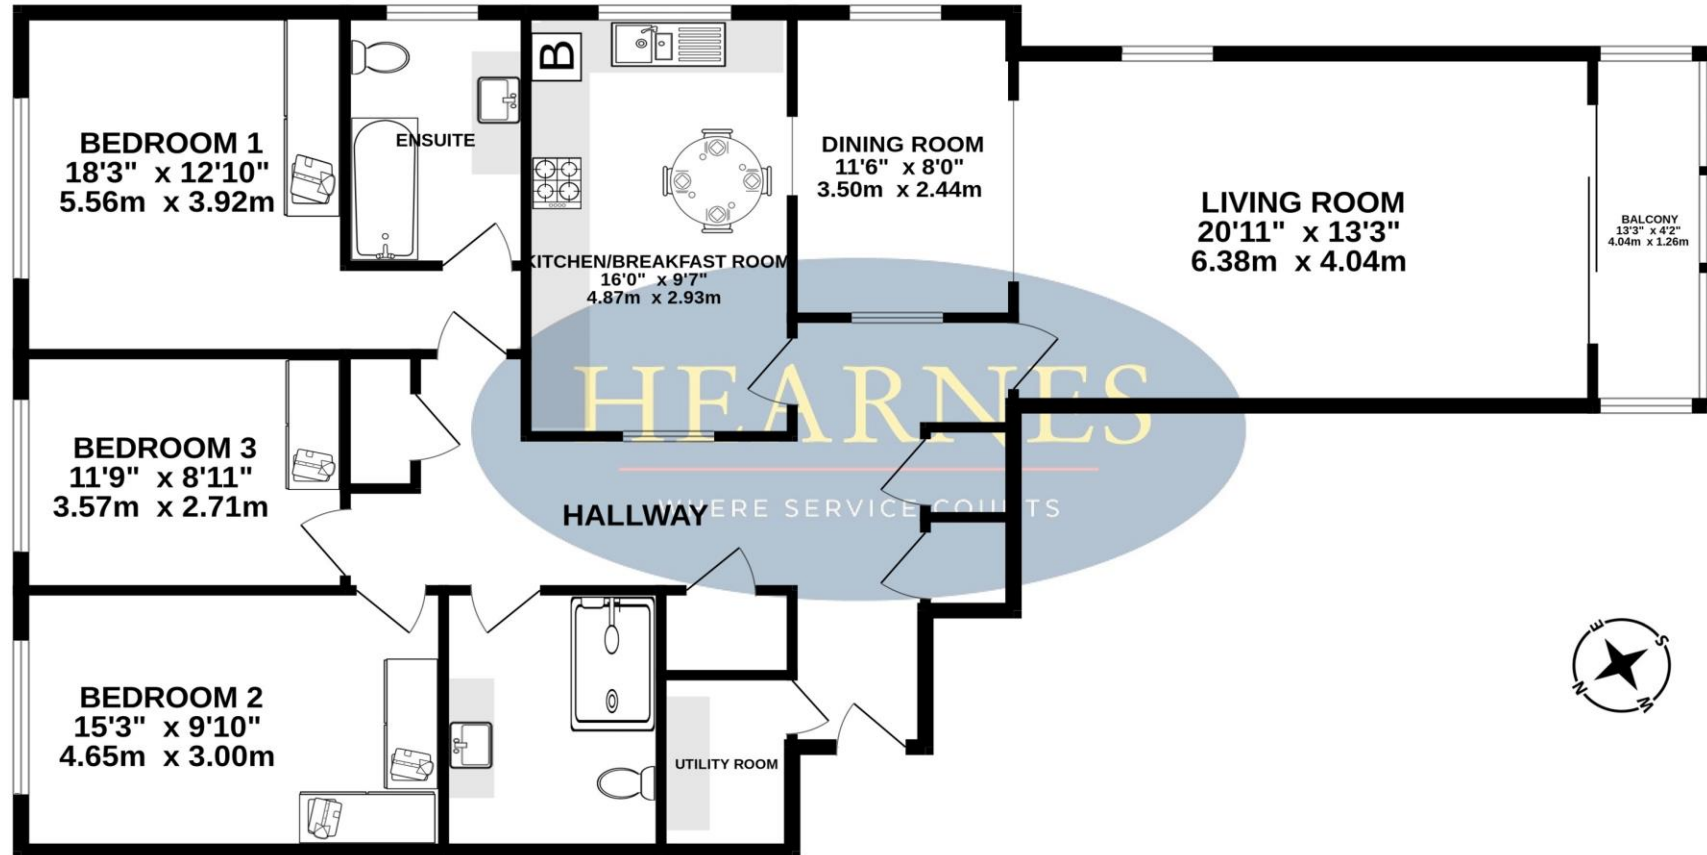 BEDROOM 1
18'3" x 12'10"
5.56m x 3.92m
ENSUITE
B
KITCHEN/BREAKFAST ROOM
16'0" x 9'7"
4.87m x 2.93m
DINING ROOM
11'6" x 8'0"
3.50m x 2.44m
LIVING ROOM
20'11" x 13'3"
6.38m x 4.04m
BALCONY
13'3" x 4'2"
4.04m x 1.26m
BEDROOM 3
11'9" x 8'11"
3.57m x 2.71m
HEARNES
WHERE SERVICE COUNTS
HALLWAY
BEDROOM 2
15'3" x 9'10"
4.65m x 3.00m
UTILITY ROOM
E
S
N
W